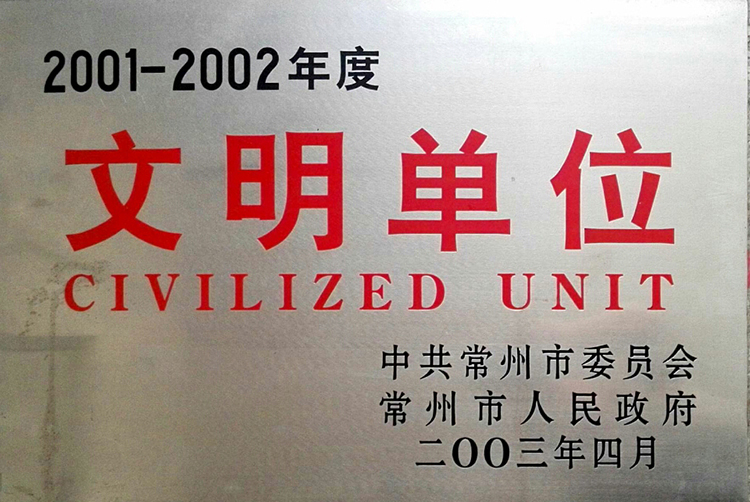 2001-2002年度
文明单位
CIVILIZED UNIT
中共常州市委员会
常州市人民政府
二OO三年四月